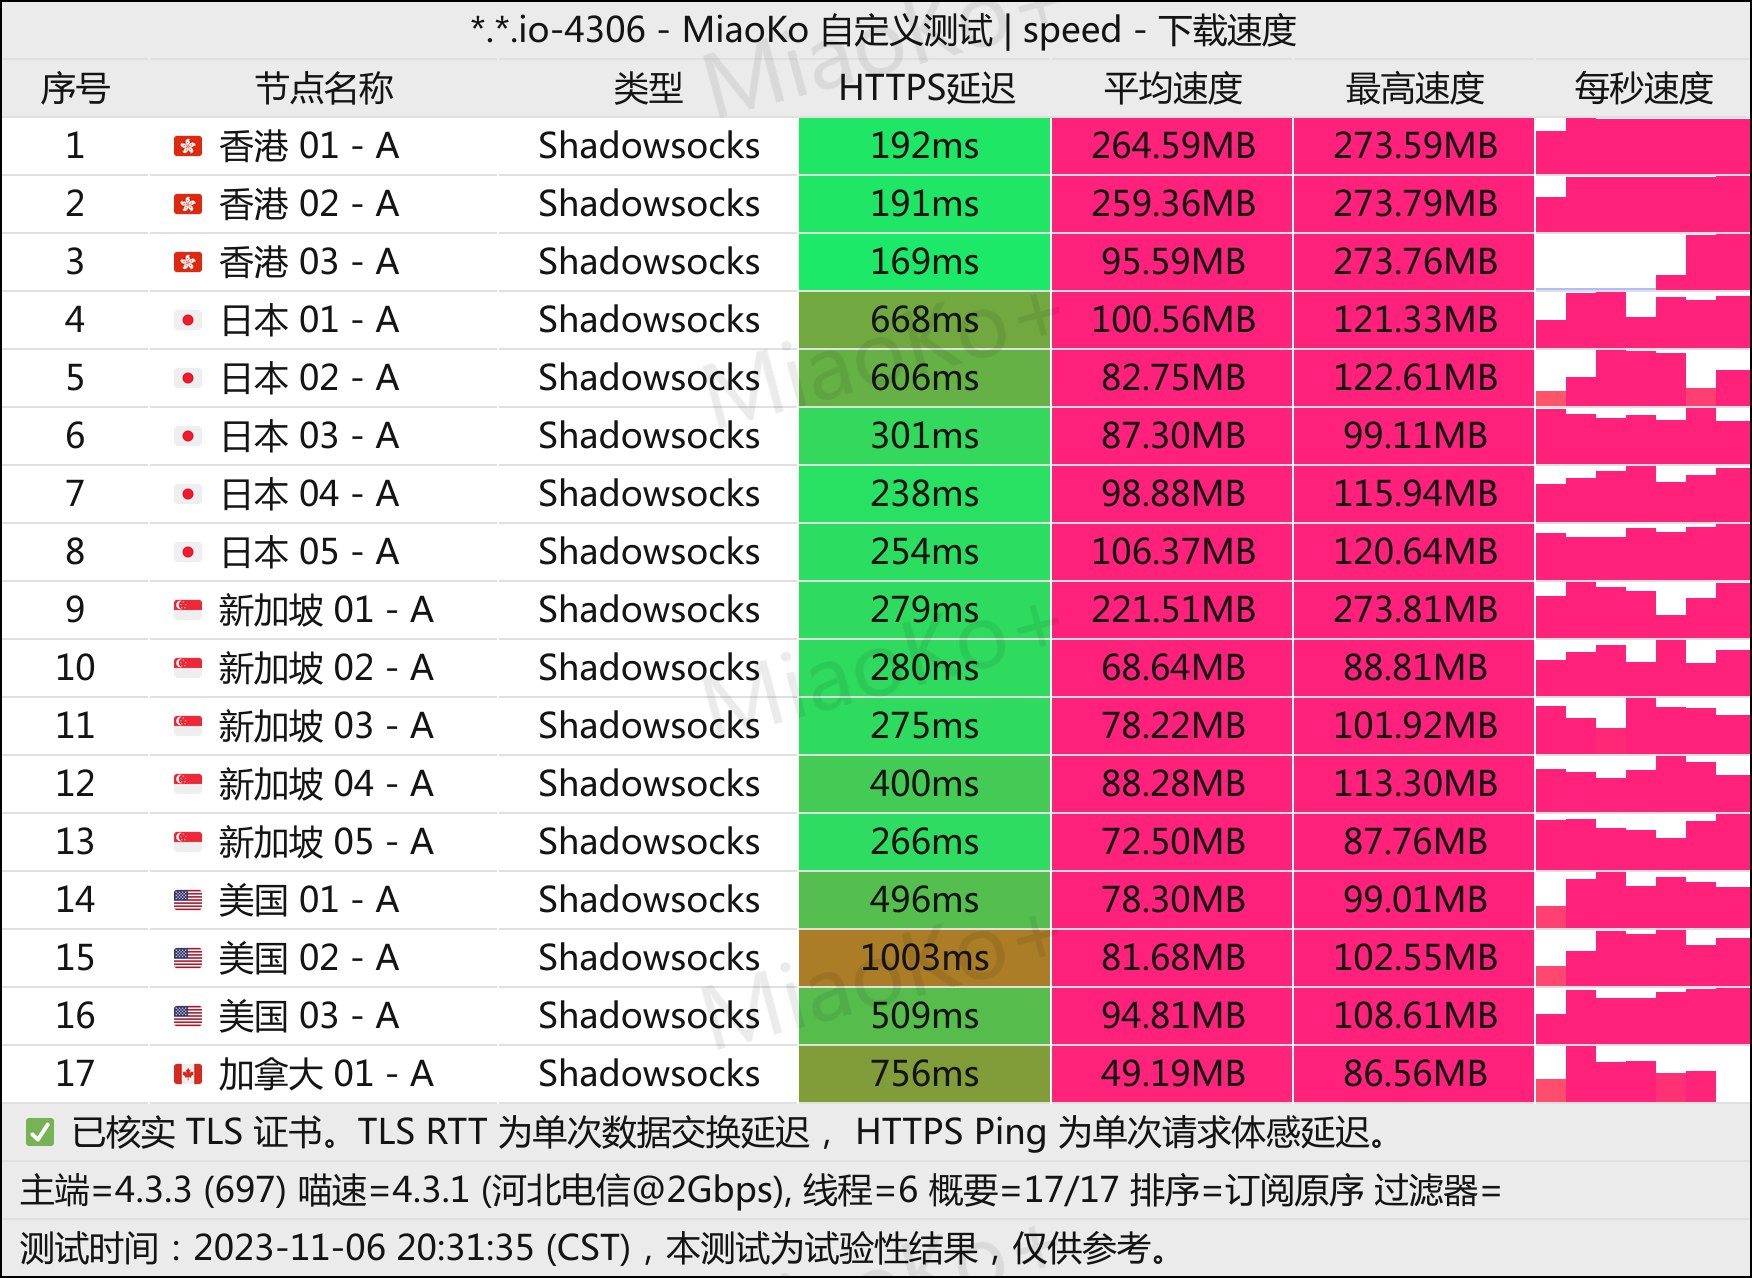 *.*.io-4306 - MiaoKo 自定义测试 | speed - 下载速度
序号 节点名称 类型 HTTPS延迟 平均速度 最高速度 每秒速度
1 香港 01 - A Shadowsocks 192ms 264.59MB 273.59MB
2 香港 02 - A Shadowsocks 191ms 259.36MB 273.79MB
3 香港 03 - A Shadowsocks 169ms 95.59MB 273.76MB
4 日本 01 - A Shadowsocks 668ms 100.56MB 121.33MB
5 日本 02 - A Shadowsocks 606ms 82.75MB 122.61MB
6 日本 03 - A Shadowsocks 301ms 87.30MB 99.11MB
7 日本 04 - A Shadowsocks 238ms 98.88MB 115.94MB
8 日本 05 - A Shadowsocks 254ms 106.37MB 120.64MB
9 新加坡 01 - A Shadowsocks 279ms 221.51MB 273.81MB
10 新加坡 02 - A Shadowsocks 280ms 68.64MB 88.81MB
11 新加坡 03 - A Shadowsocks 275ms 78.22MB 101.92MB
12 新加坡 04 - A Shadowsocks 400ms 88.28MB 113.30MB
13 新加坡 05 - A Shadowsocks 266ms 72.50MB 87.76MB
14 美国 01 - A Shadowsocks 496ms 78.30MB 99.01MB
15 美国 02 - A Shadowsocks 1003ms 81.68MB 102.55MB
16 美国 03 - A Shadowsocks 509ms 94.81MB 108.61MB
17 加拿大 01 - A Shadowsocks 756ms 49.19MB 86.56MB
✅ 已核实 TLS 证书。TLS RTT 为单次数据交换延迟，HTTPS Ping 为单次请求体感延迟。
主端=4.3.3 (697) 喵速=4.3.1 (河北电信@2Gbps), 线程=6 概要=17/17 排序=订阅原序 过滤器=
测试时间：2023-11-06 20:31:35 (CST)，本测试为试验性结果，仅供参考。
MiaoKo+
MiaoKo+
MiaoKo+
MiaoKo+
MiaoKo+